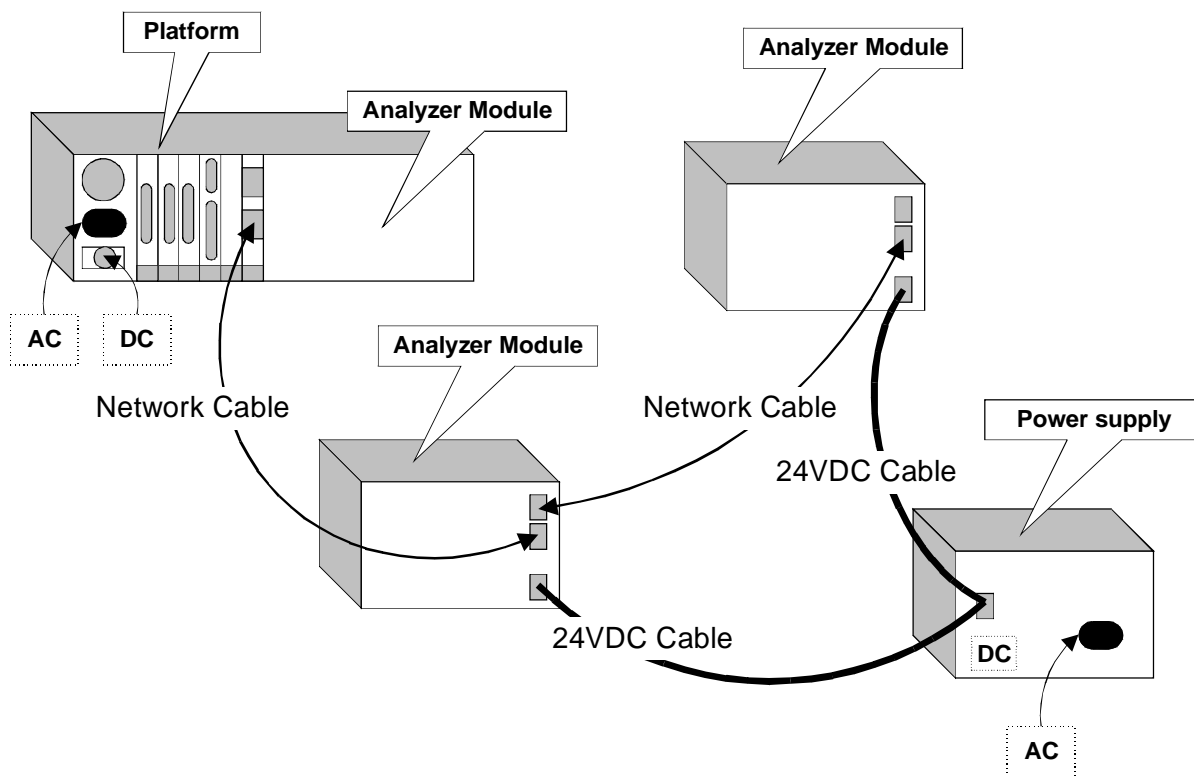 Platform
Analyzer Module
Analyzer Module
AC
DC
Analyzer Module
Network Cable
Network Cable
Power supply
24VDC Cable
24VDC Cable
DC
AC